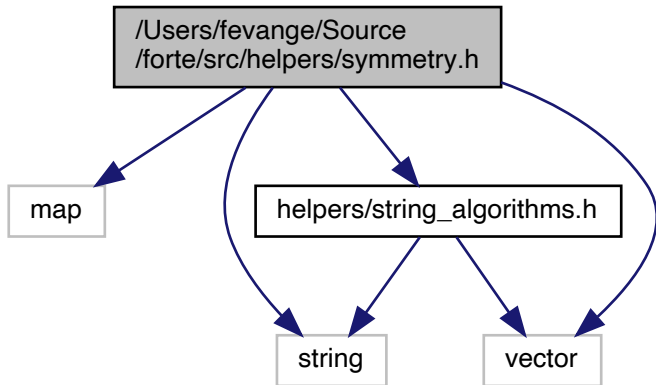 /Users/fevange/Source
/forte/src/helpers/symmetry.h
map
helpers/string_algorithms.h
string
vector